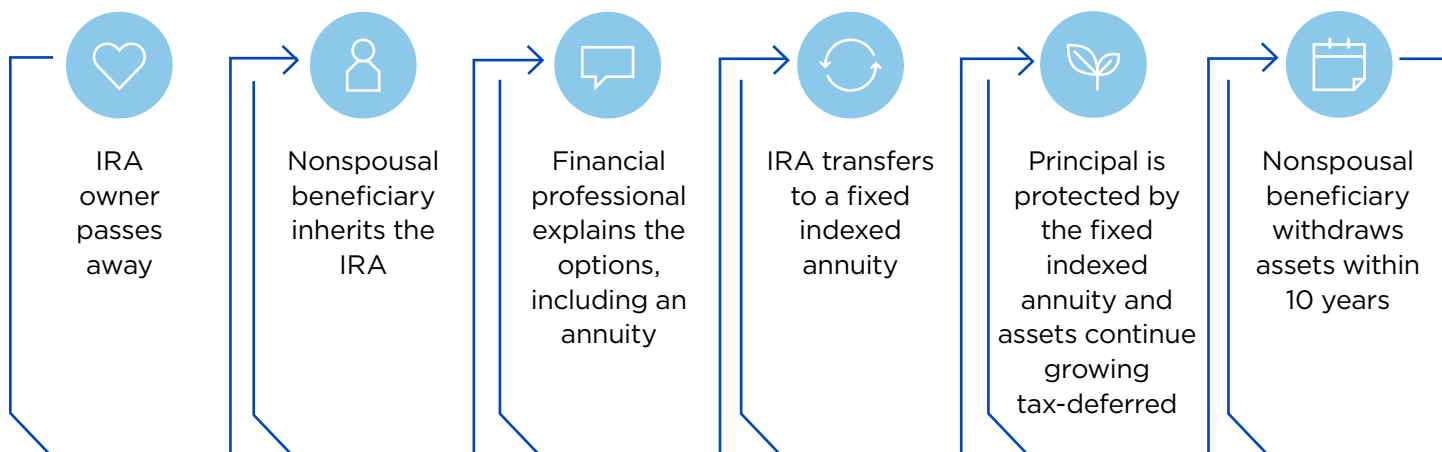 IRA
owner
passes
away
Nonspousal
beneficiary
inherits the
IRA
Financial
professional
explains the
options,
including an
annuity
IRA transfers
to a fixed
indexed
annuity
Principal is
protected by
the fixed
indexed
annuity and
assets continue
growing
tax-deferred
Nonspousal
beneficiary
withdraws
assets within
10 years